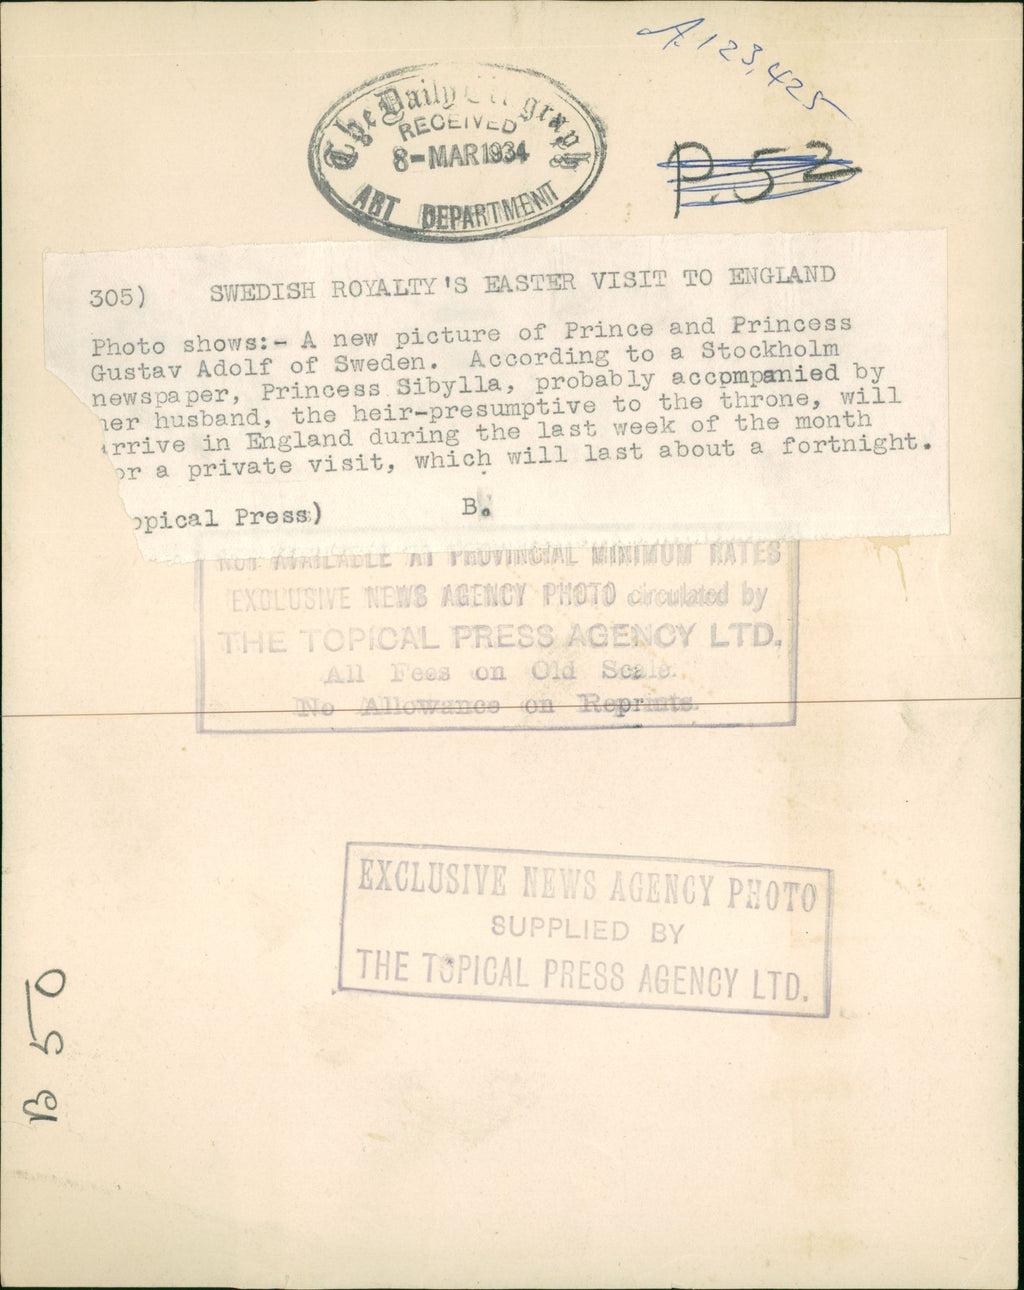 A. 123,425
The Daily Telegraph
RECEIVED
8-MAR 1934
ART DEPARTMENT
P.52
305) SWEDISH ROYALTY'S EASTER VISIT TO ENGLAND
Photo shows:- A new picture of Prince and Princess
Gustav Adolf of Sweden. According to a Stockholm
newspaper, Princess Sibylla, probably accompanied by
her husband, the heir-presumptive to the throne, will
arrive in England during the last week of the month
or a private visit, which will last about a fortnight.
opical Press) B.
NOT AVAILABLE AT PROVINCIAL MINIMUM RATES
EXCLUSIVE NEWS AGENCY PHOTO circulated by
THE TOPICAL PRESS AGENCY LTD.
All Fees on Old Scale.
No Allowance on Reprints.
EXCLUSIVE NEWS AGENCY PHOTO
SUPPLIED BY
THE TOPICAL PRESS AGENCY LTD.
B 50